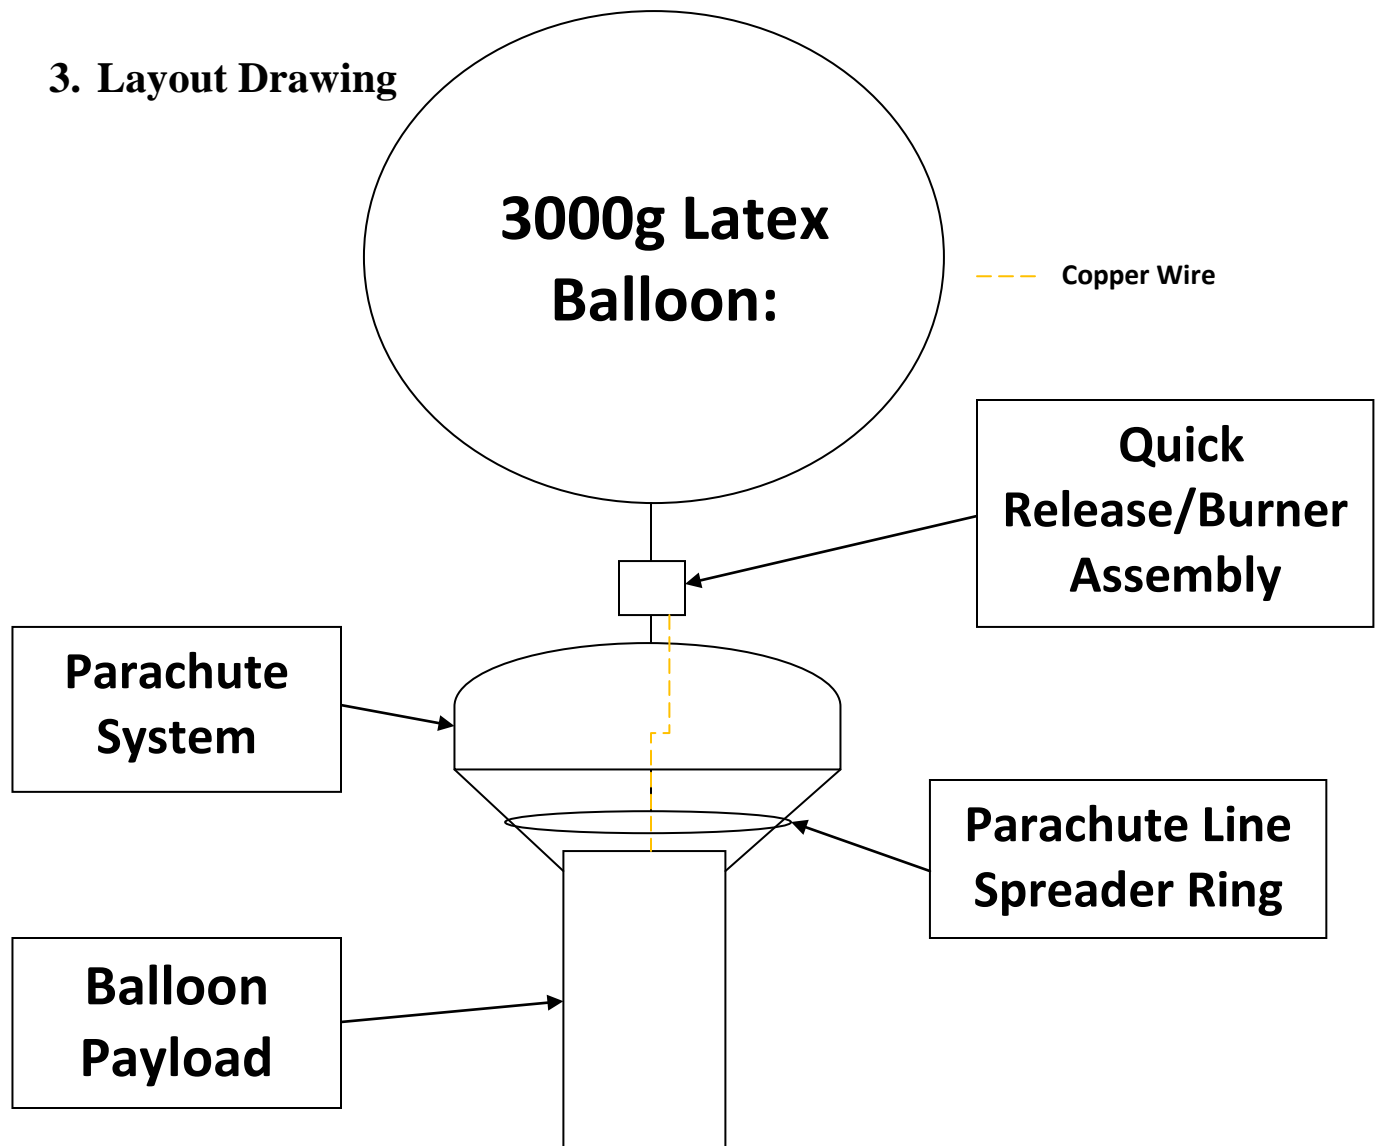 3. Layout Drawing
3000g Latex
Balloon:
Copper Wire
Quick
Release/Burner
Assembly
Parachute
System
Parachute Line
Spreader Ring
Balloon
Payload